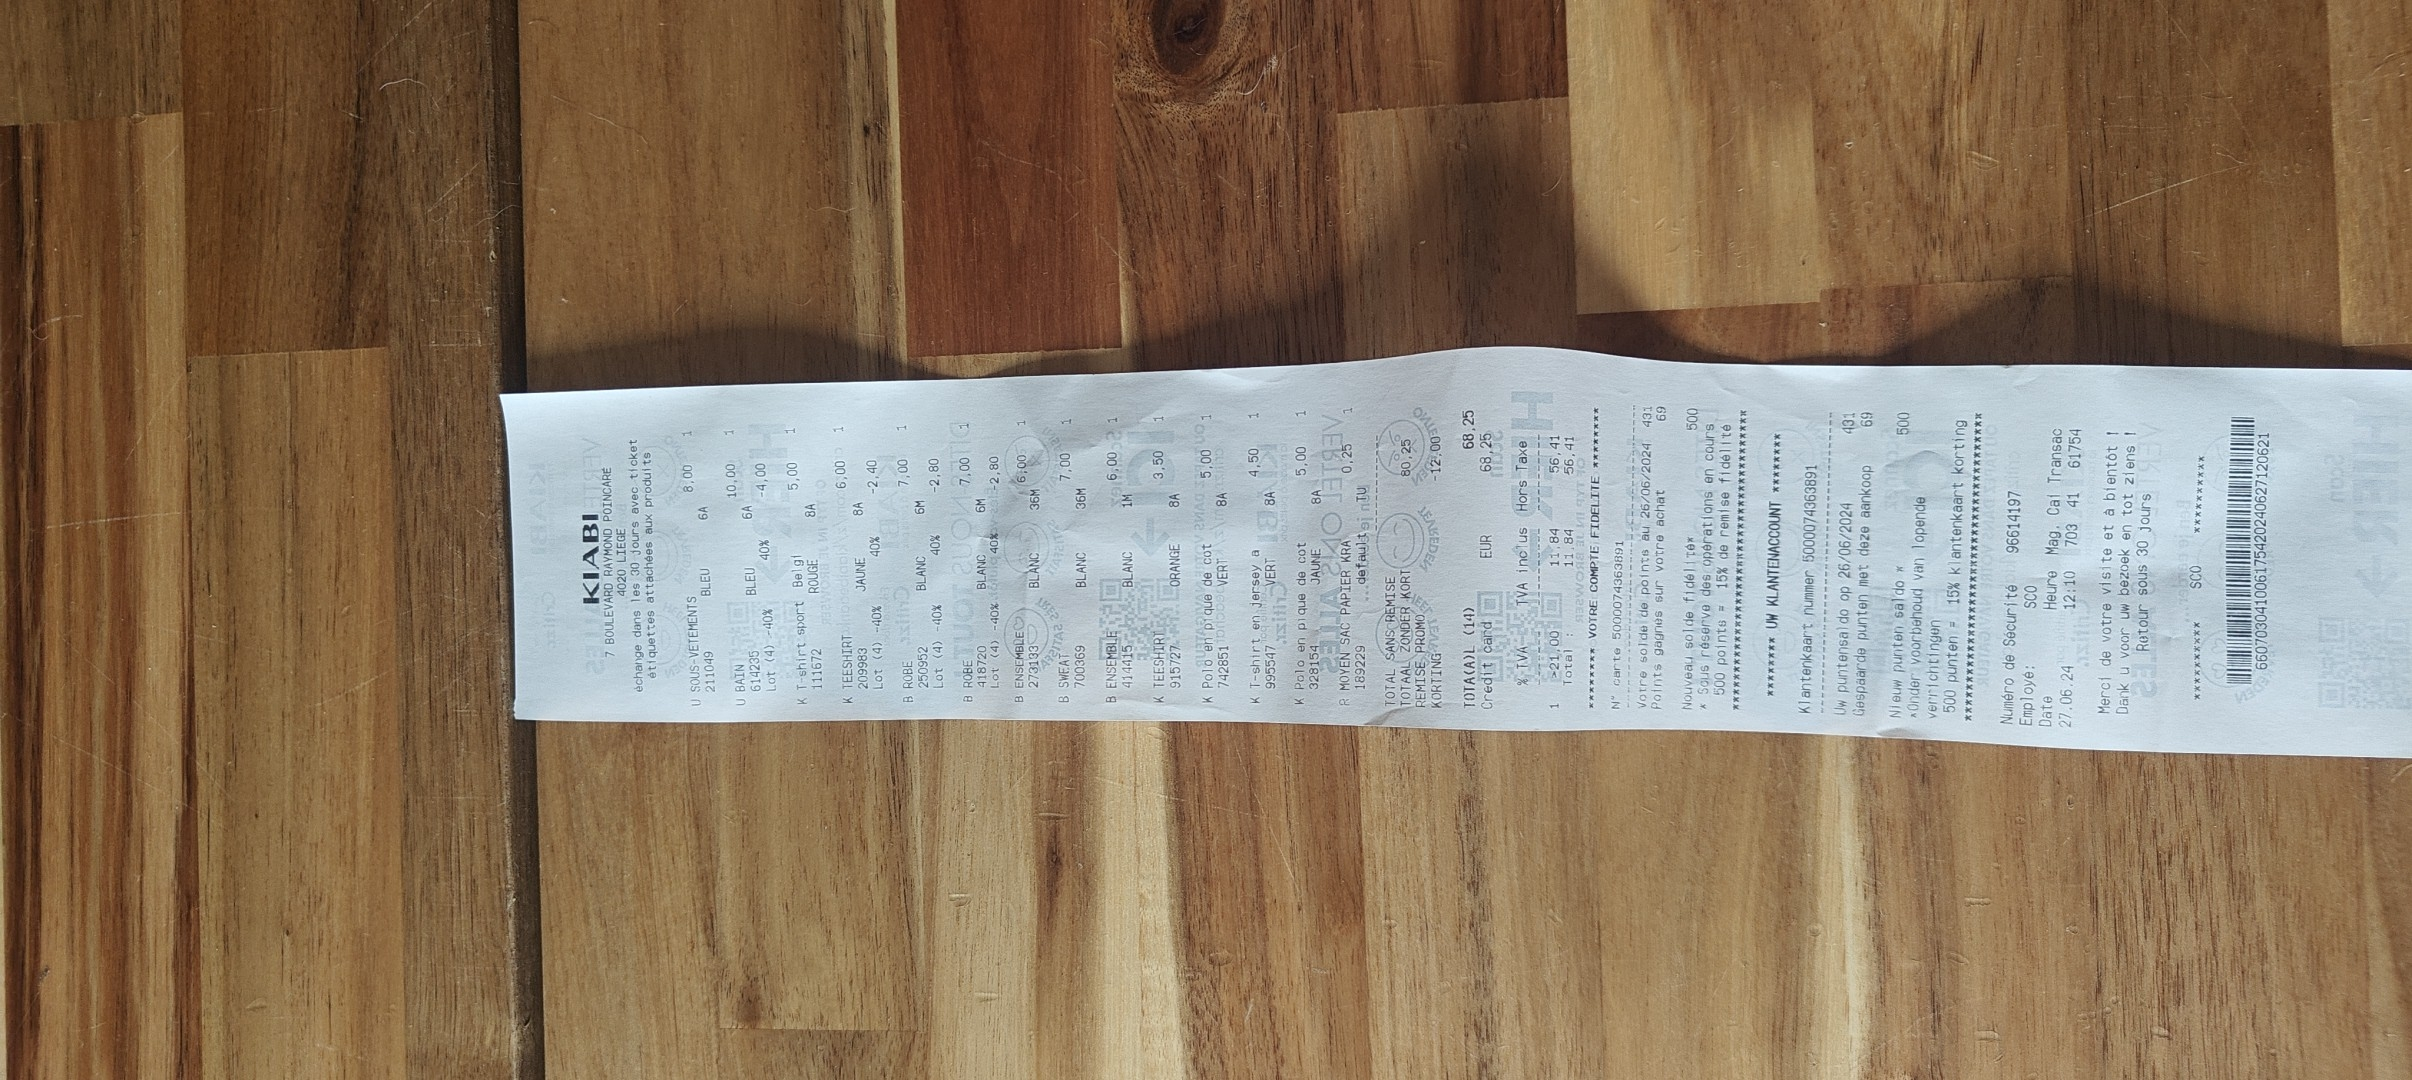 KIABI
7 BOULEVARD RAYMOND POINCARE
4020 LIEGE
échange dans les 30 jours avec ticket
étiquettes attachées aux produits
U SOUS-VETEMENTS 8,00 1
211049 BLEU 6A
U BAIN 10,00 1
614235 BLEU 6A
Lot (4) -40% 40% -4,00
K T-shirt sport Belgi 5,00 1
111672 ROUGE 8A
K TEESHIRT 6,00 1
209983 JAUNE 8A
Lot (4) -40% 40% -2,40
B ROBE 7,00 1
250952 BLANC 6M
Lot (4) -40% 40% -2,80
B ROBE 7,00 1
418720 BLANC 6M
Lot (4) -40% 40% -2,80
B ENSEMBLE 6,00 1
273133 BLANC 36M
B SWEAT 7,00 1
700369 BLANC 36M
B ENSEMBLE 6,00 1
414415 BLANC 1M
K TEESHIRT 3,50 1
915727 ORANGE 8A
K Polo en pique de cot 5,00 1
742851 VERT 8A
K T-shirt en jersey a 4,50 1
995547 VERT 8A
K Polo en pique de cot 5,00 1
328154 JAUNE 8A
R MOYEN SAC PAPIER KRA 0,25 1
189229 default TU
TOTAL SANS REMISE
TOTAAL ZONDER KORT 80,25
REMISE PROMO
KORTING -12,00
TOTA(A)L (14) 68,25
Credit card EUR 68,25
% TVA TVA inclus Hors Taxe
1 >21,00 11,84 56,41
Total : 11,84 56,41
******* VOTRE COMPTE FIDELITE *******
N° carte 5000074363891
Votre solde de points au 26/06/2024 431
Points gagnés sur votre achat 69
Nouveau solde fidélité* 500
* Sous réserve des opérations en cours
500 points = 15% de remise fidélité
******* UW KLANTENACCOUNT *******
Klantenkaart nummer 5000074363891
Uw puntensaldo op 26/06/2024 431
Gespaarde punten met deze aankoop 69
Nieuw punten saldo * 500
*Onder voorbehoud van lopende
verrichtingen
500 punten = 15% klantenkaart korting
Numéro de Sécurité 96614197
Employé: SCO
Date Heure Mag. Cai Transac
27.06.24 12:10 703 41 61754
Merci de votre visite et à bientôt !
Dank u voor uw bezoek en tot ziens !
Retour sous 30 jours
********* SCO *********
6607030410061754202406271206 21